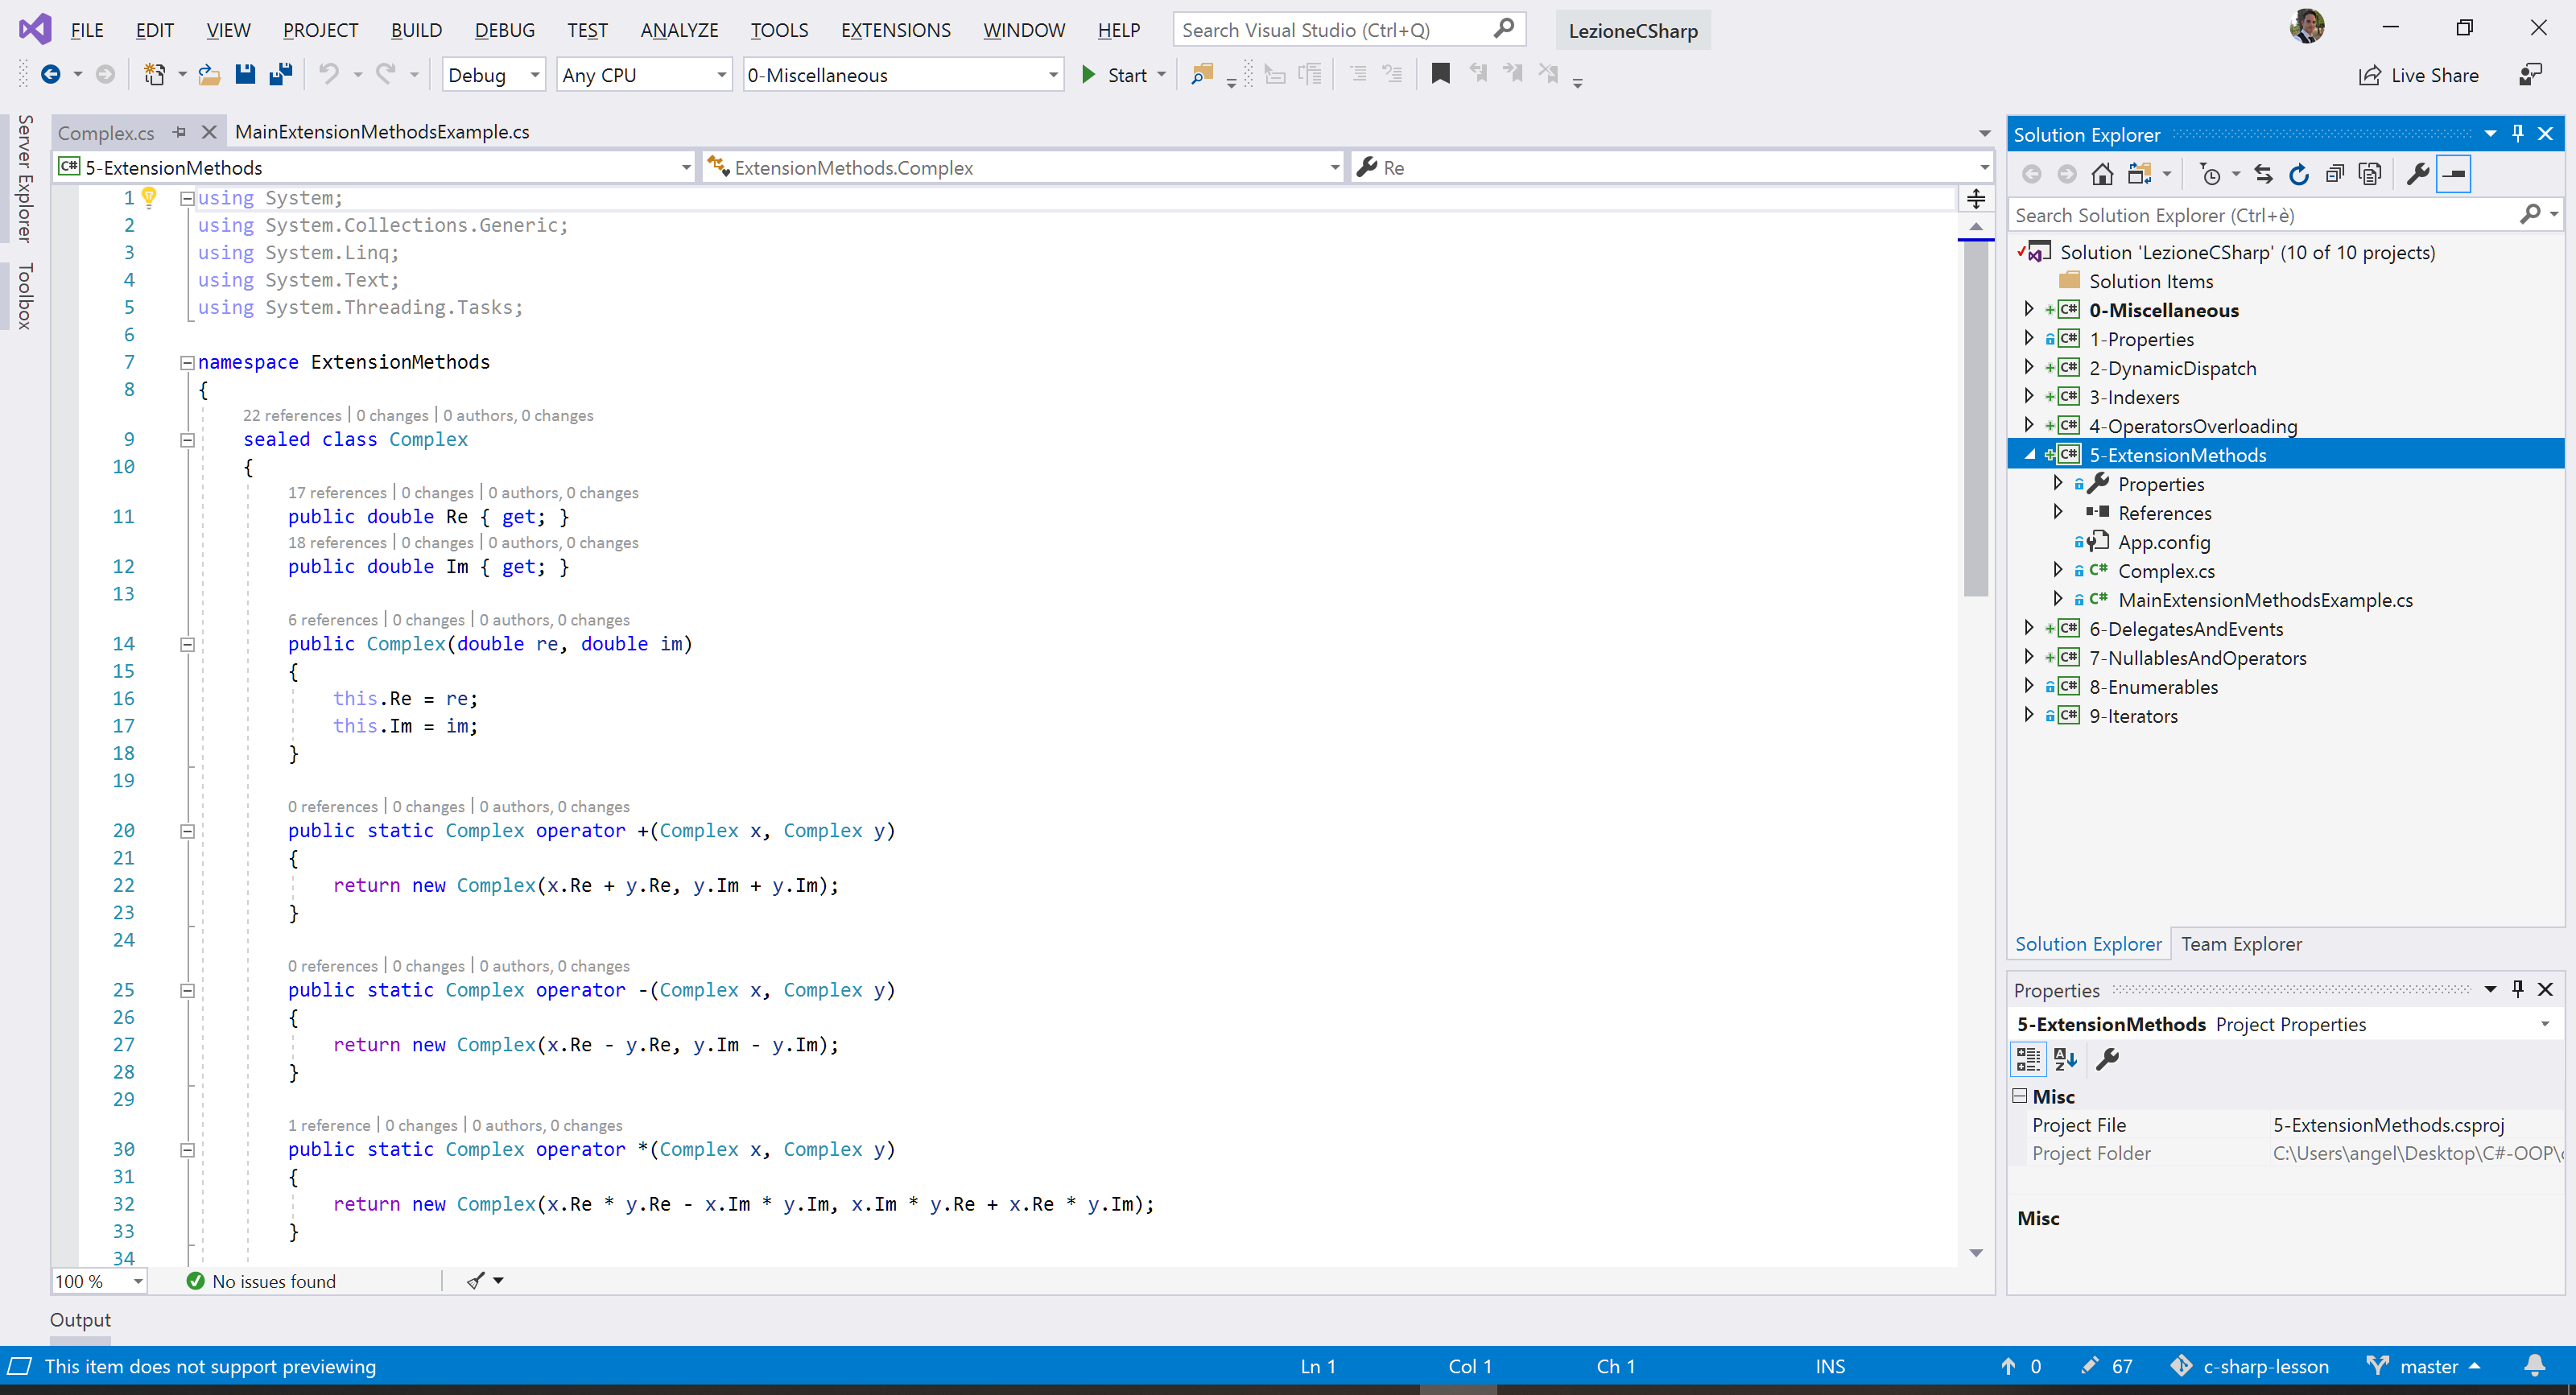 FILE EDIT VIEW PROJECT BUILD DEBUG TEST ANALYZE TOOLS EXTENSIONS WINDOW HELP Search Visual Studio (Ctrl+Q) LezioneCSharp
Debug Any CPU 0-Miscellaneous Start Live Share
Server Explorer
Toolbox
Complex.cs MainExtensionMethodsExample.cs
C# 5-ExtensionMethods ExtensionMethods.Complex Re
1 using System;
2 using System.Collections.Generic;
3 using System.Linq;
4 using System.Text;
5 using System.Threading.Tasks;
6
7 namespace ExtensionMethods
8 {
22 references | 0 changes | 0 authors, 0 changes
9 sealed class Complex
10 {
17 references | 0 changes | 0 authors, 0 changes
11 public double Re { get; }
18 references | 0 changes | 0 authors, 0 changes
12 public double Im { get; }
13
6 references | 0 changes | 0 authors, 0 changes
14 public Complex(double re, double im)
15 {
16 this.Re = re;
17 this.Im = im;
18 }
19
0 references | 0 changes | 0 authors, 0 changes
20 public static Complex operator +(Complex x, Complex y)
21 {
22 return new Complex(x.Re + y.Re, y.Im + y.Im);
23 }
24
0 references | 0 changes | 0 authors, 0 changes
25 public static Complex operator -(Complex x, Complex y)
26 {
27 return new Complex(x.Re - y.Re, y.Im - y.Im);
28 }
29
1 reference | 0 changes | 0 authors, 0 changes
30 public static Complex operator *(Complex x, Complex y)
31 {
32 return new Complex(x.Re * y.Re - x.Im * y.Im, x.Im * y.Re + x.Re * y.Im);
33 }
34
100 % No issues found
Output
Solution Explorer
Search Solution Explorer (Ctrl+è)
Solution 'LezioneCSharp' (10 of 10 projects)
Solution Items
C# 0-Miscellaneous
C# 1-Properties
C# 2-DynamicDispatch
C# 3-Indexers
C# 4-OperatorsOverloading
C# 5-ExtensionMethods
Properties
References
App.config
C# Complex.cs
C# MainExtensionMethodsExample.cs
C# 6-DelegatesAndEvents
C# 7-NullablesAndOperators
C# 8-Enumerables
C# 9-Iterators
Solution Explorer Team Explorer
Properties
5-ExtensionMethods Project Properties
Misc
Project File 5-ExtensionMethods.csproj
Project Folder C:\Users\angel\Desktop\C#-OOP\
Misc
This item does not support previewing Ln 1 Col 1 Ch 1 INS 0 67 c-sharp-lesson master